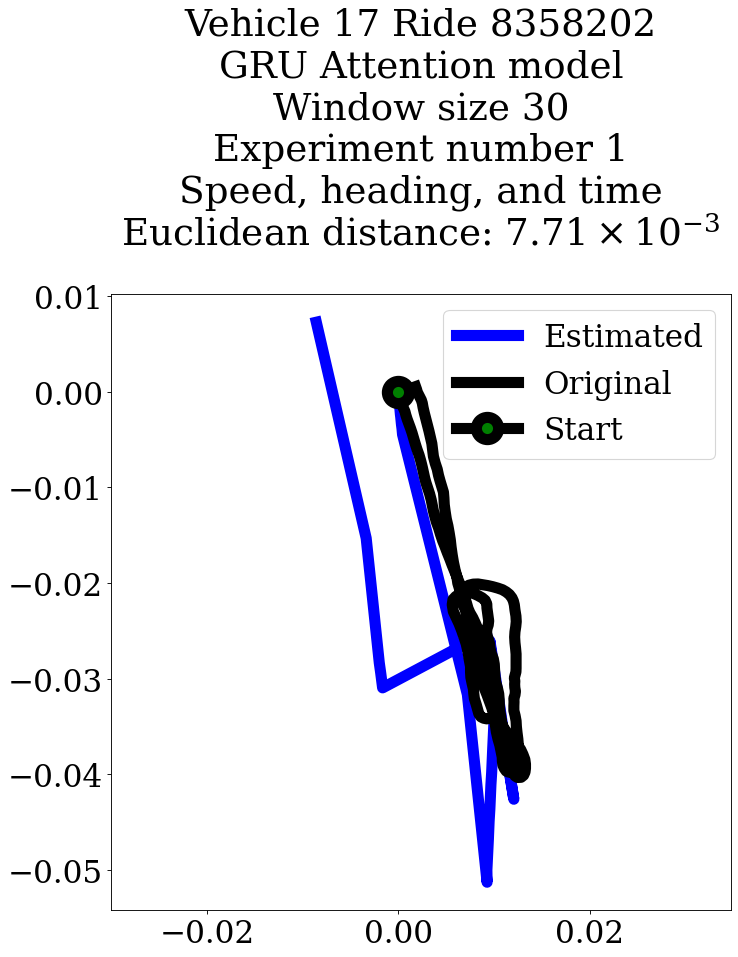 Vehicle 17 Ride 8358202
GRU Attention model
Window size 30
Experiment number 1
Speed, heading, and time
Euclidean distance: 7.71 × 10⁻³
0.01
0.00
−0.01
−0.02
−0.03
−0.04
−0.05
Estimated
Original
Start
−0.02
0.00
0.02